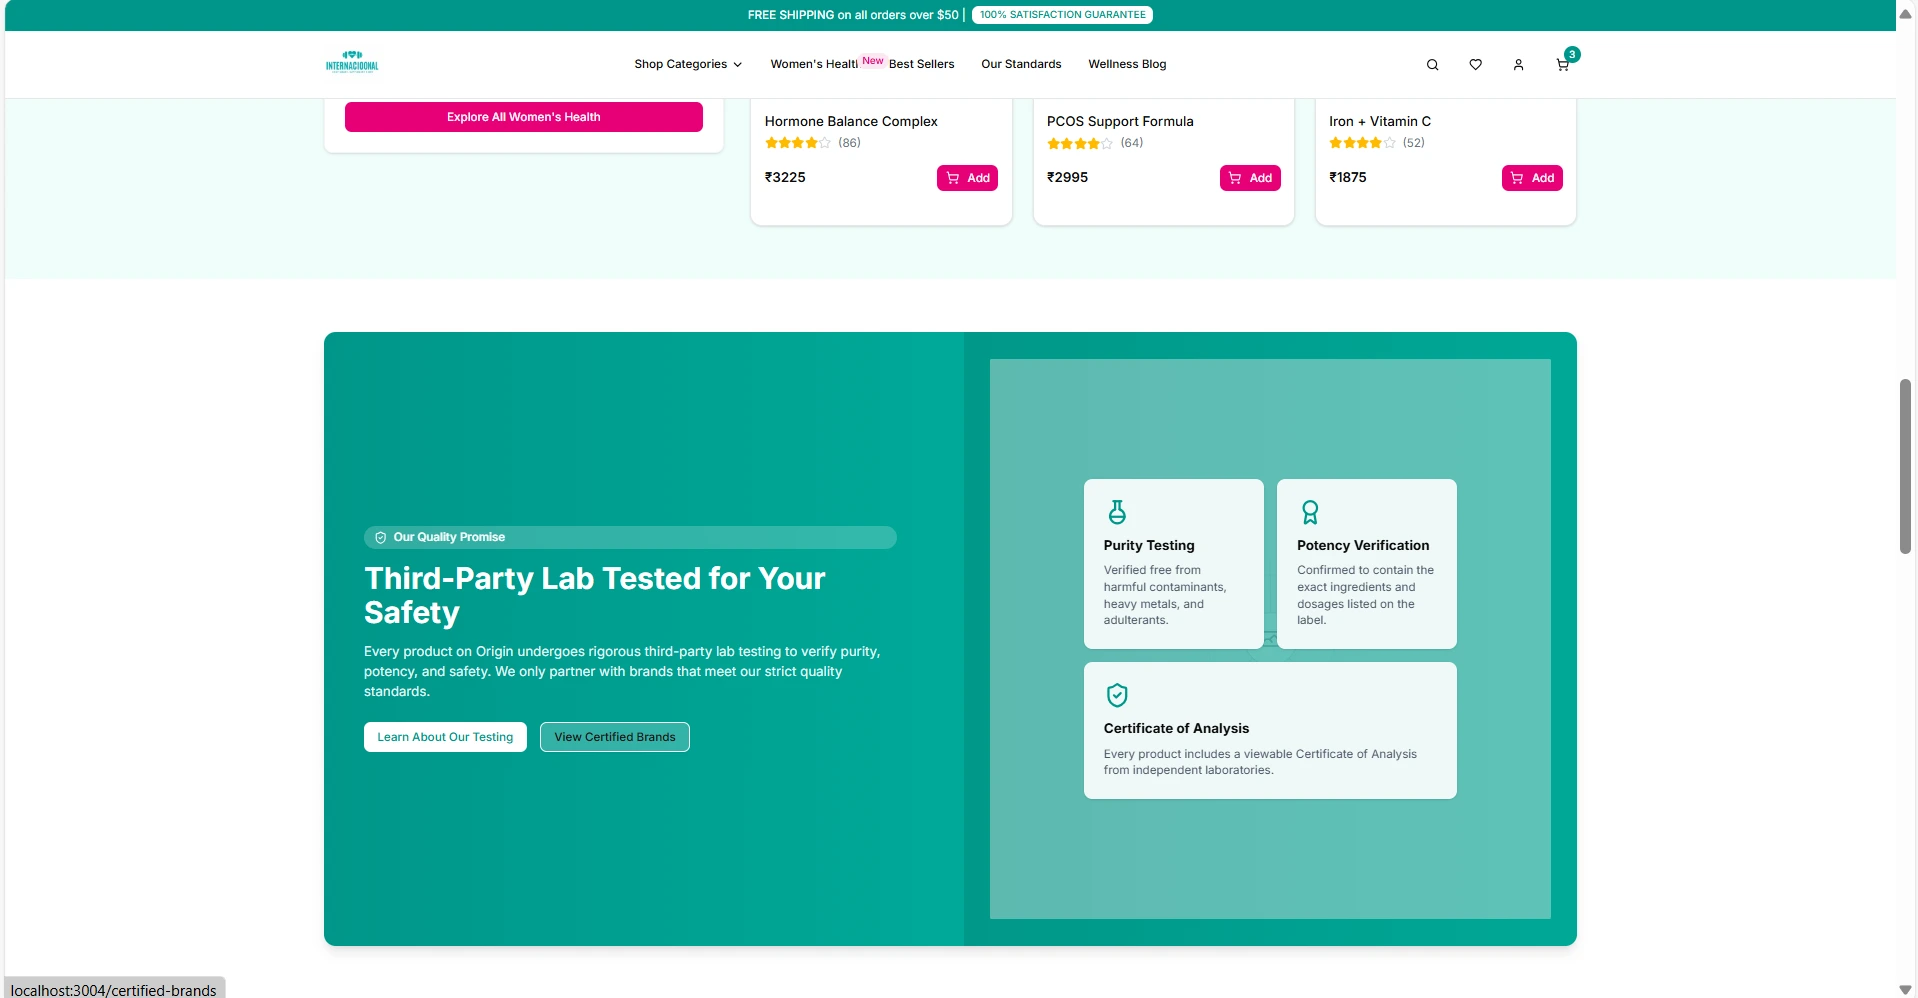 FREE SHIPPING on all orders over $50 | 100% SATISFACTION GUARANTEE
INTERNACIOONAL
Shop Categories
Women's Health
New
Best Sellers
Our Standards
Wellness Blog
3
Explore All Women's Health
Hormone Balance Complex
(86)
₹3225
Add
PCOS Support Formula
(64)
₹2995
Add
Iron + Vitamin C
(52)
₹1875
Add
Our Quality Promise
Third-Party Lab Tested for Your
Safety
Every product on Origin undergoes rigorous third-party lab testing to verify purity,
potency, and safety. We only partner with brands that meet our strict quality
standards.
Learn About Our Testing
View Certified Brands
Purity Testing
Verified free from
harmful contaminants,
heavy metals, and
adulterants.
Potency Verification
Confirmed to contain the
exact ingredients and
dosages listed on the
label.
Certificate of Analysis
Every product includes a viewable Certificate of Analysis
from independent laboratories.
localhost:3004/certified-brands